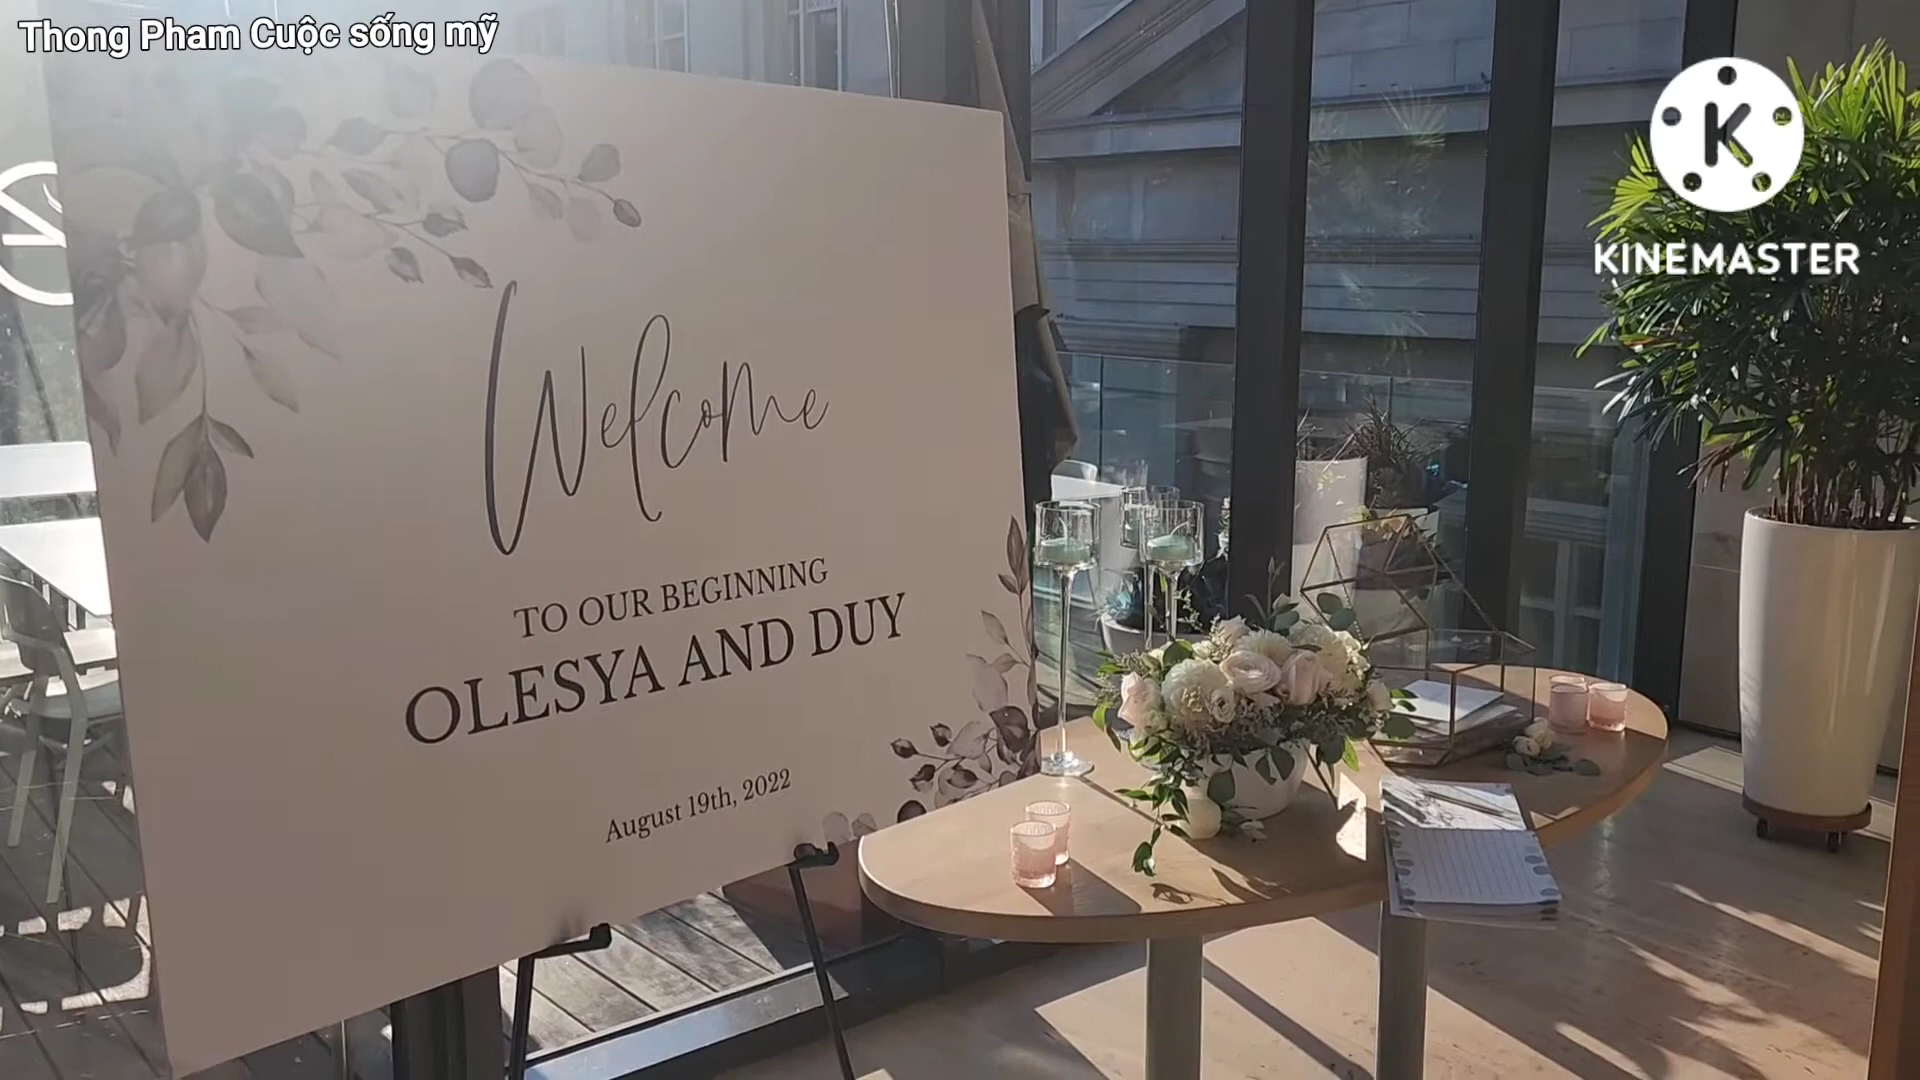 Thong Pham Cuộc sống mỹ
KINEMASTER
Welcome
TO OUR BEGINNING
OLESYA AND DUY
August 19th, 2022